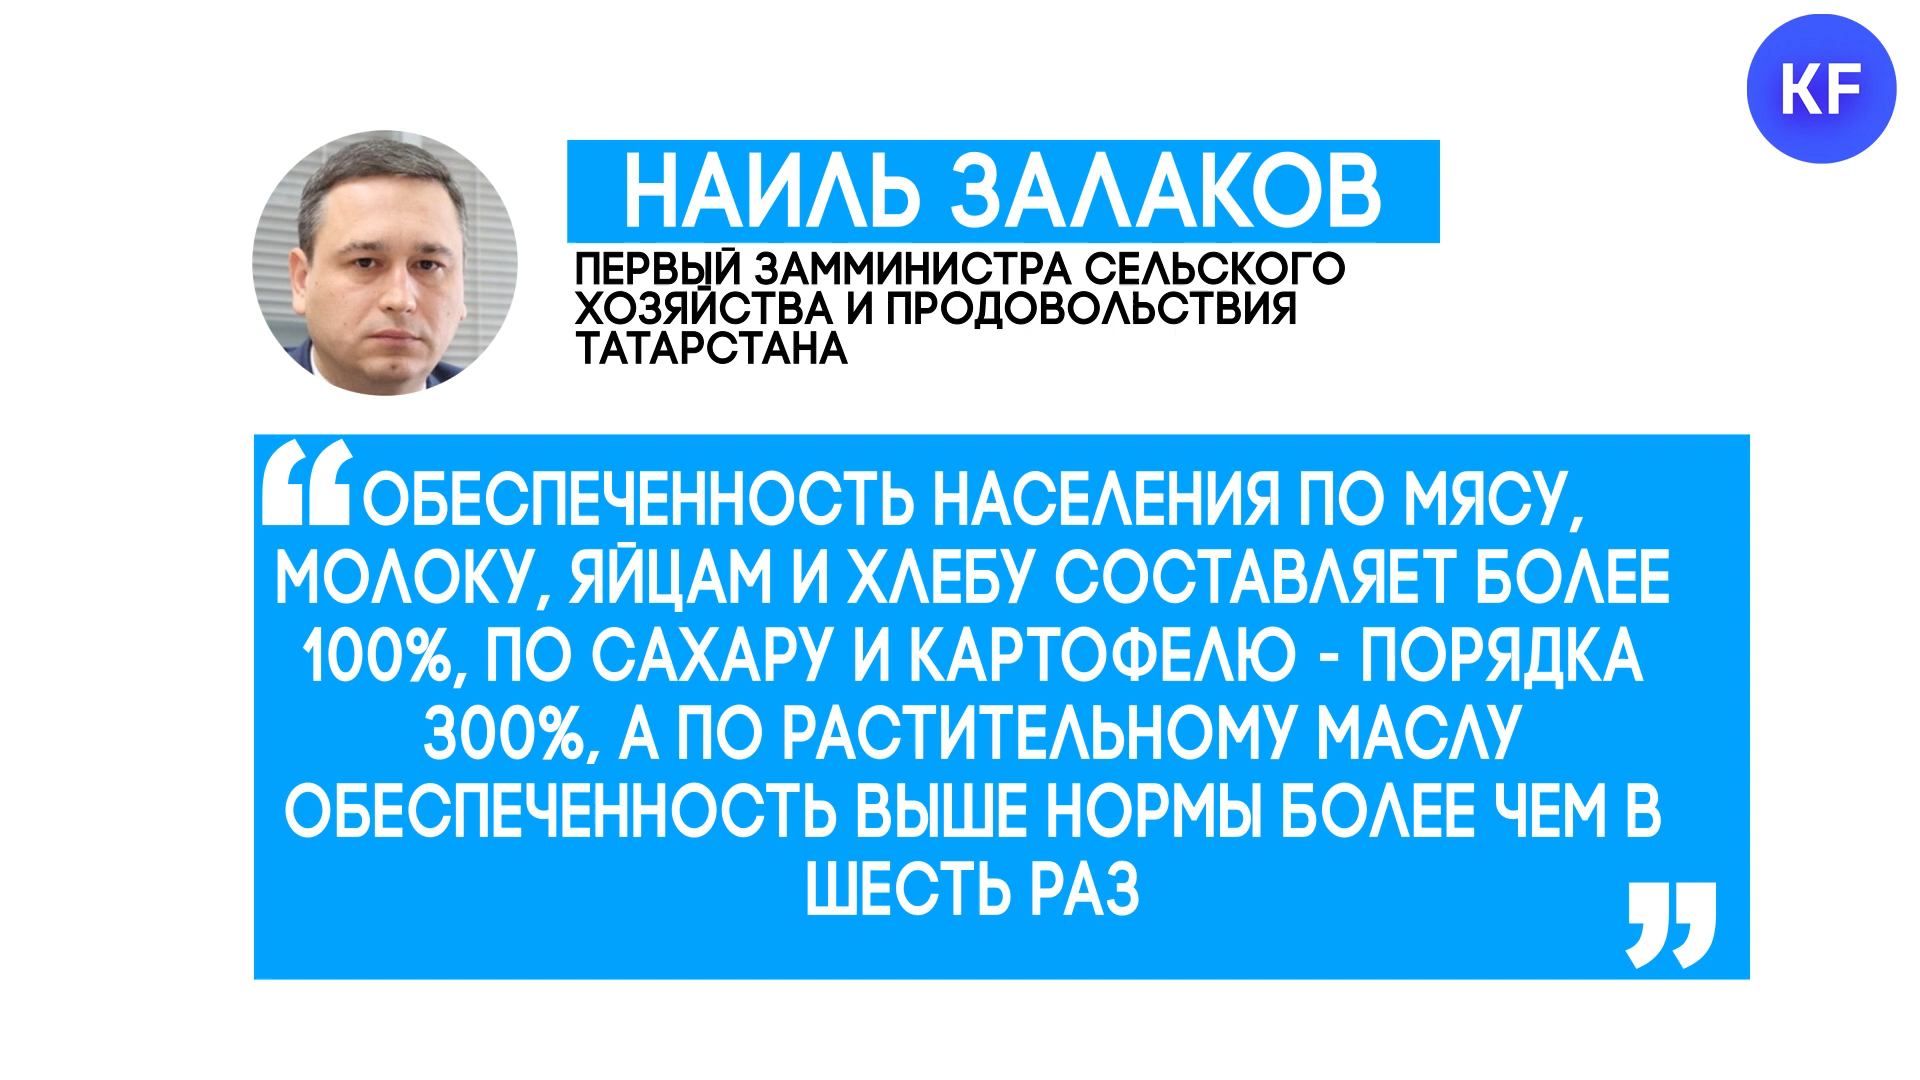 KF
НАИЛЬ ЗАЛАКОВ
ПЕРВЫЙ ЗАММИНИСТРА СЕЛЬСКОГО
ХОЗЯЙСТВА И ПРОДОВОЛЬСТВИЯ
ТАТАРСТАНА
“ОБЕСПЕЧЕННОСТЬ НАСЕЛЕНИЯ ПО МЯСУ,
МОЛОКУ, ЯЙЦАМ И ХЛЕБУ СОСТАВЛЯЕТ БОЛЕЕ
100%, ПО САХАРУ И КАРТОФЕЛЮ - ПОРЯДКА
300%, А ПО РАСТИТЕЛЬНОМУ МАСЛУ
ОБЕСПЕЧЕННОСТЬ ВЫШЕ НОРМЫ БОЛЕЕ ЧЕМ В
ШЕСТЬ РАЗ”